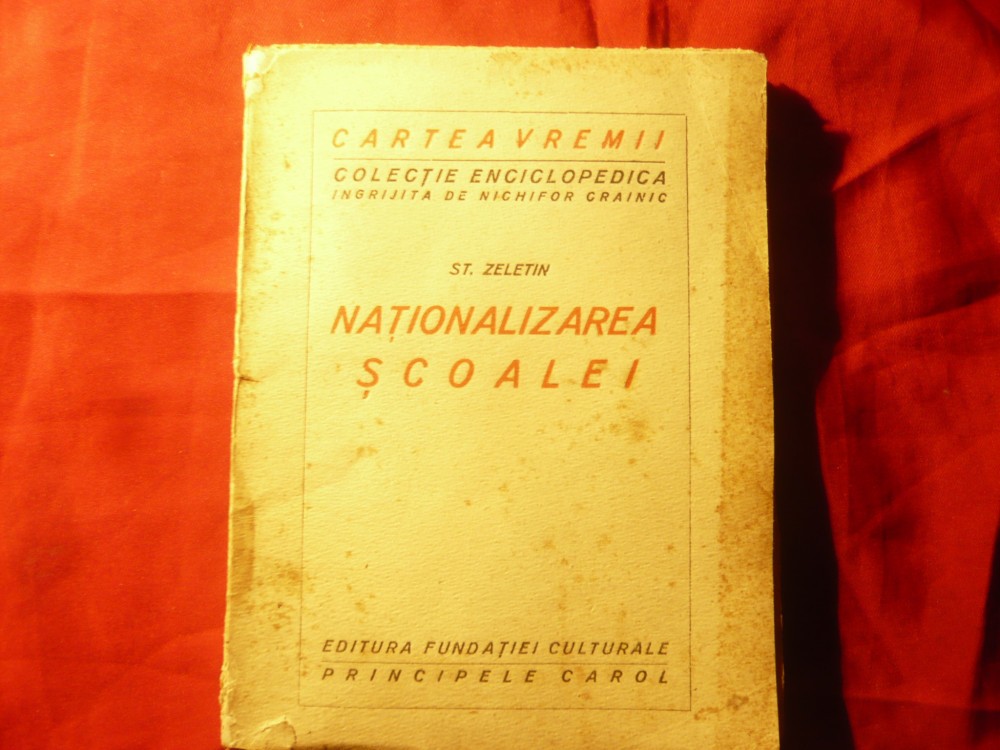 CARTEA VREMII
COLECȚIE ENCICLOPEDICA
INGRIJITA DE NICHIFOR CRAINIC
ST. ZELETIN
NAȚIONALIZAREA
ȘCOALEI
EDITURA FUNDAȚIEI CULTURALE
PRINCIPELE CAROL